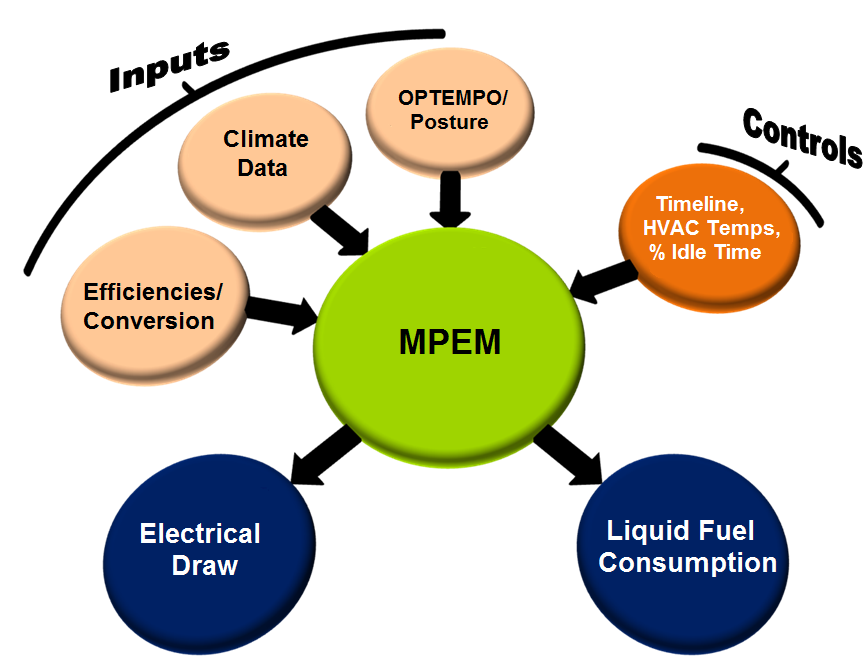 Inputs
OPTEMPO/
Posture
Climate
Data
Efficiencies/
Conversion
Controls
Timeline,
HVAC Temps,
% Idle Time
MPEM
Electrical
Draw
Liquid Fuel
Consumption